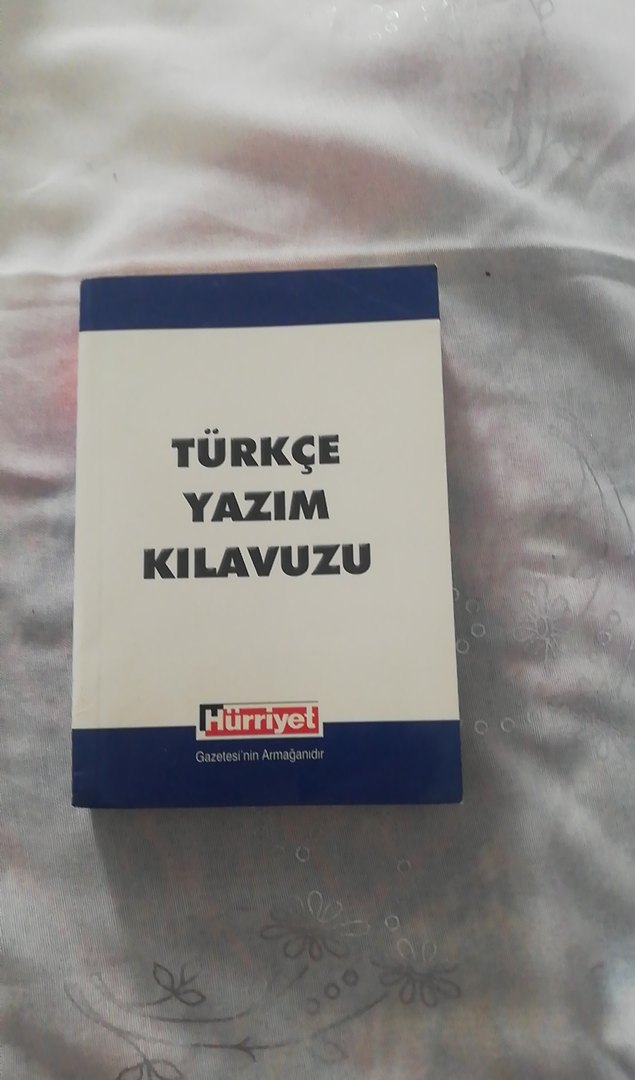 TÜRKÇE
YAZIM
KILAVUZU
Hürriyet
Gazetesi'nin Armağanıdır